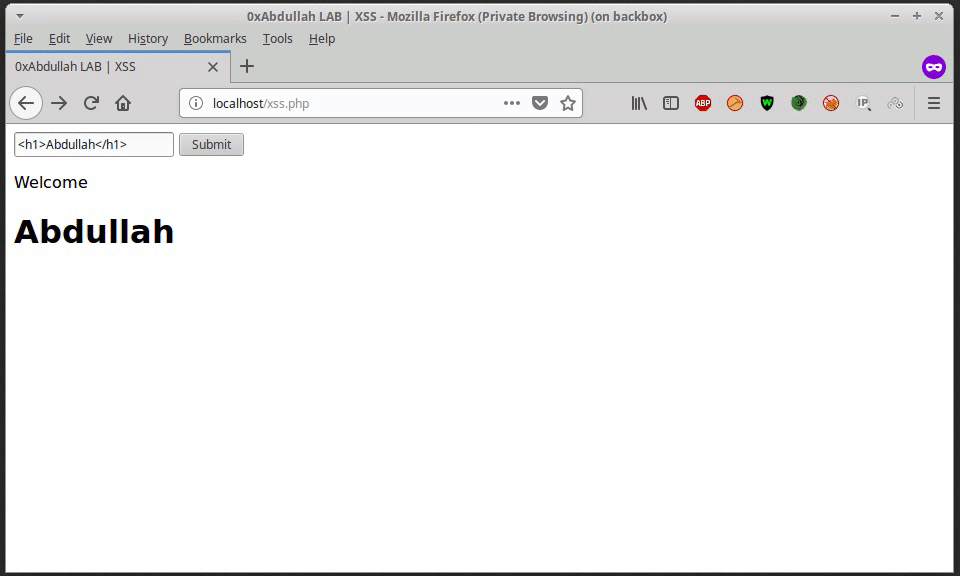 0xAbdullah LAB | XSS - Mozilla Firefox (Private Browsing) (on backbox)
File Edit View History Bookmarks Tools Help
0xAbdullah LAB | XSS
localhost/xss.php
ABP
W
IP
<h1>Abdullah</h1> Submit
Welcome
Abdullah